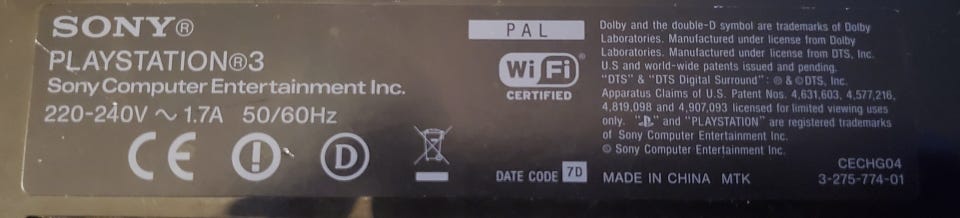 SONY®
PLAYSTATION®3
Sony Computer Entertainment Inc.
220-240V ~ 1.7A 50/60Hz
CE
D
PAL
Wi Fi®
CERTIFIED
DATE CODE 7D
Dolby and the double-D symbol are trademarks of Dolby
Laboratories. Manufactured under license from Dolby
Laboratories. Manufactured under license from DTS, Inc.
U.S and world-wide patents issued and pending.
"DTS" & "DTS Digital Surround": ® & © DTS, Inc.
Apparatus Claims of U.S. Patent Nos. 4,631,603, 4,577,216,
4,819,098 and 4,907,093 licensed for limited viewing uses
only. "PS" and "PLAYSTATION" are registered trademarks
of Sony Computer Entertainment Inc.
© Sony Computer Entertainment Inc.
CECHG04
MADE IN CHINA MTK 3-275-774-01